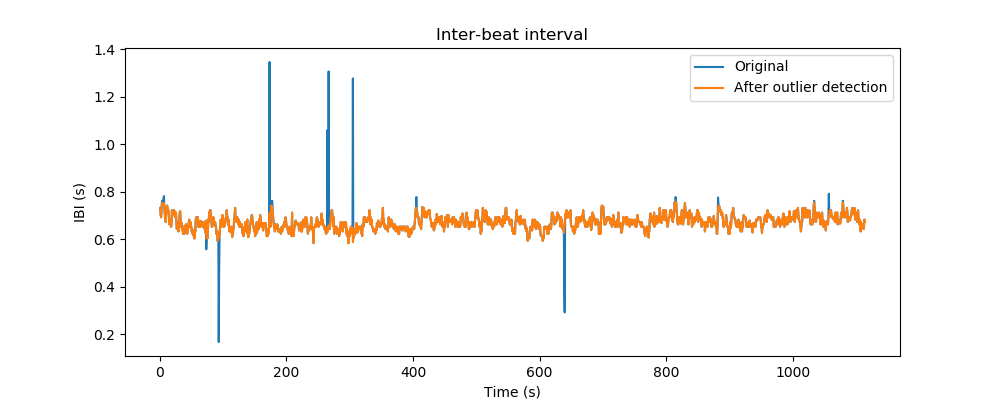 Inter-beat interval
Original
After outlier detection
IBI (s)
1.4
1.2
1.0
0.8
0.6
0.4
0.2
0
200
400
600
800
1000
Time (s)